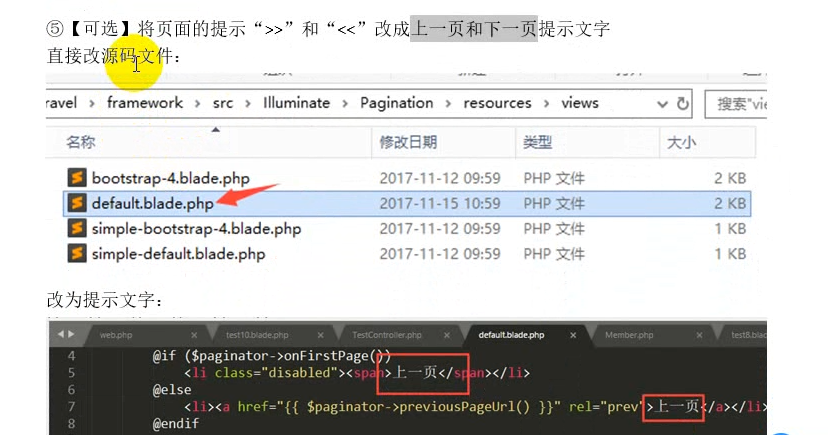 ⑤【可选】将页面的提示“>>”和“<<”改成上一页和下一页提示文字
直接改源码文件：
ravel > framework > src > Illuminate > Pagination > resources > views
搜索"vie
名称 修改日期 类型 大小
bootstrap-4.blade.php 2017-11-12 09:59 PHP 文件 2 KB
default.blade.php 2017-11-15 10:59 PHP 文件 2 KB
simple-bootstrap-4.blade.php 2017-11-12 09:59 PHP 文件 1 KB
simple-default.blade.php 2017-11-12 09:59 PHP 文件 1 KB
改为提示文字：
web.php × test10.blade.php × TestController.php × default.blade.php × Member.php × test8.blad
4 @if ($paginator->onFirstPage())
5 <li class="disabled"><span>上一页</span></li>
6 @else
7 <li><a href="{{ $paginator->previousPageUrl() }}" rel="prev">上一页</a></li>
8 @endif